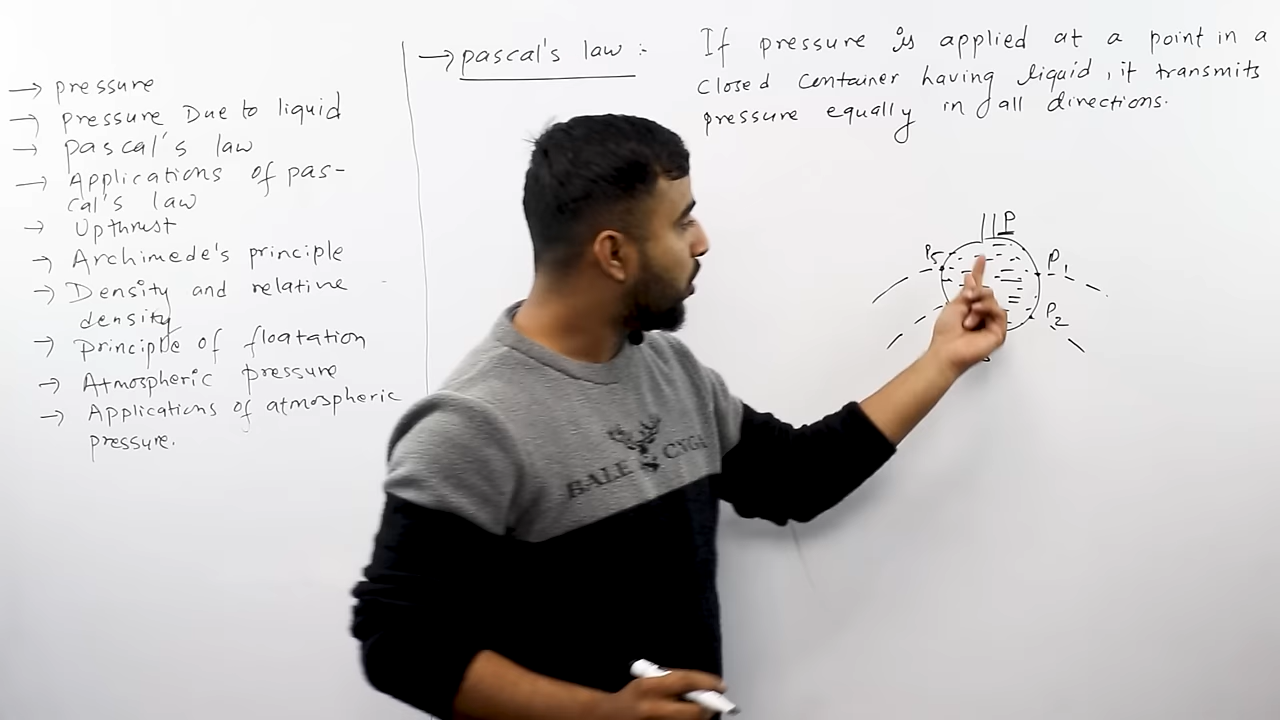 → pressure
→ pressure Due to liquid
→ pascal's law
→ Applications of pas-
cal's law
→ Upthrust
→ Archimede's principle
→ Density and relative
density
→ principle of floatation
→ Atmospheric pressure
→ Applications of atmospheric
pressure.
→ pascal's law :- If pressure is applied at a point in a
closed container having liquid, it transmits
pressure equally in all directions.
P
P5 P1
P2
BALENCYGA